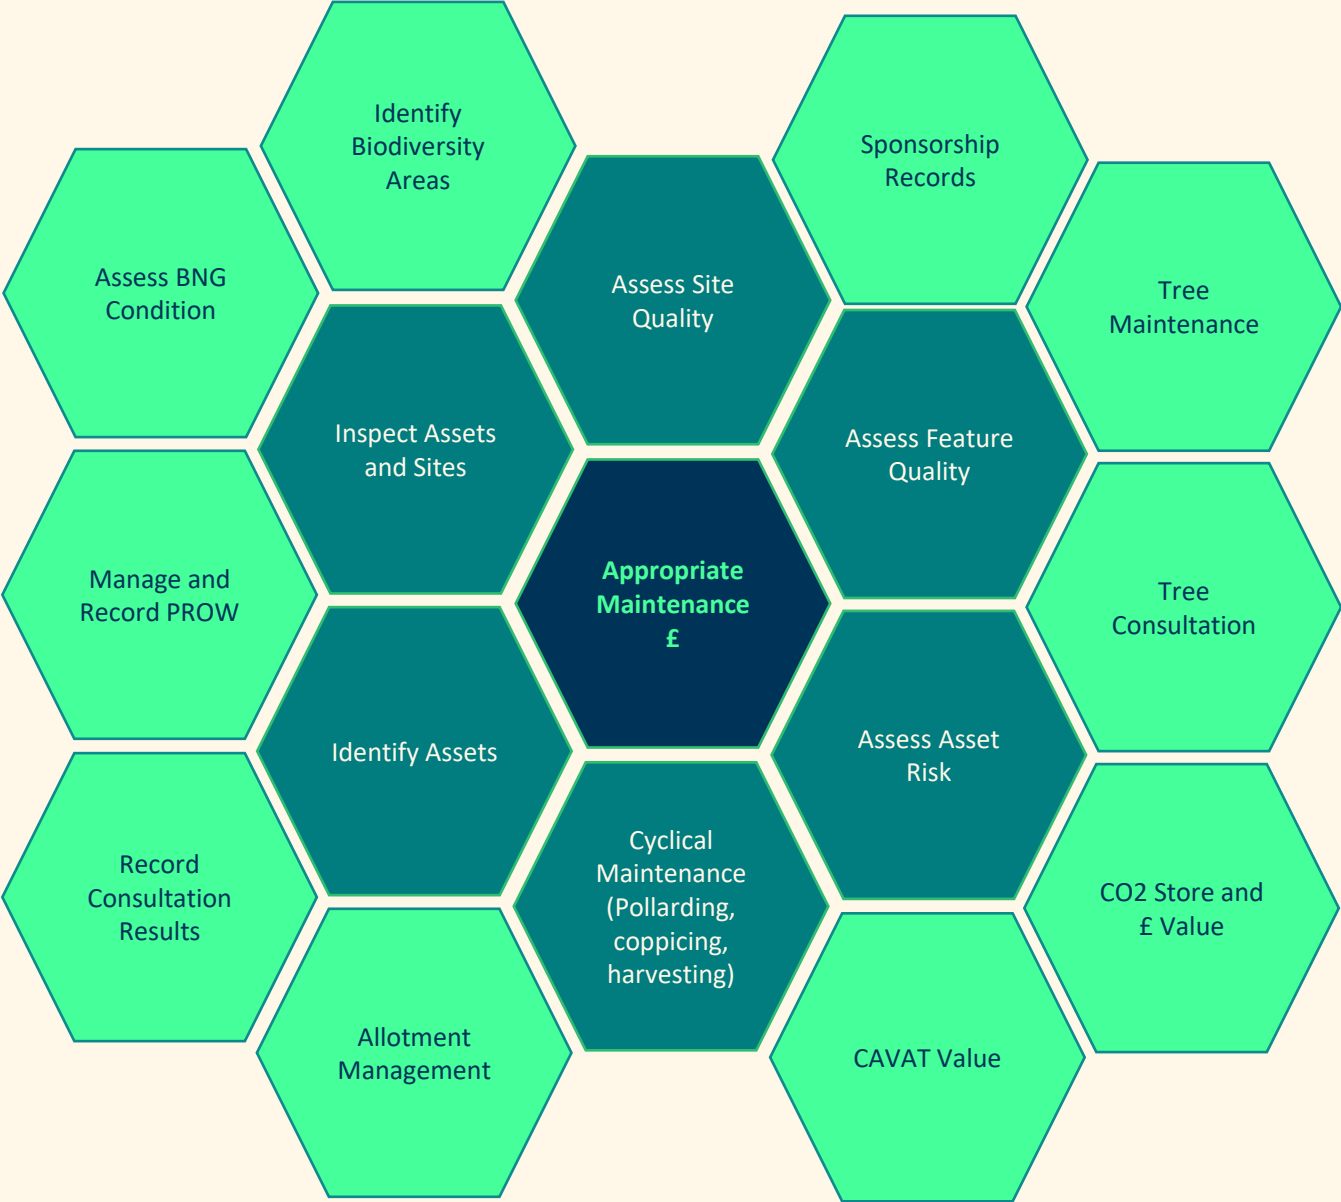 Identify
Biodiversity
Areas
Sponsorship
Records
Assess BNG
Condition
Assess Site
Quality
Tree
Maintenance
Inspect Assets
and Sites
Assess Feature
Quality
Manage and
Record PROW
Appropriate
Maintenance
£
Tree
Consultation
Identify Assets
Assess Asset
Risk
Record
Consultation
Results
Cyclical
Maintenance
(Pollarding,
coppicing,
harvesting)
CO2 Store and
£ Value
Allotment
Management
CAVAT Value